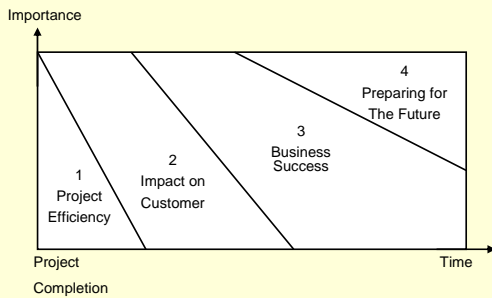 Importance
4
Preparing for
The Future
3
Business
Success
2
Impact on
Customer
1
Project
Efficiency
Project
Completion
Time